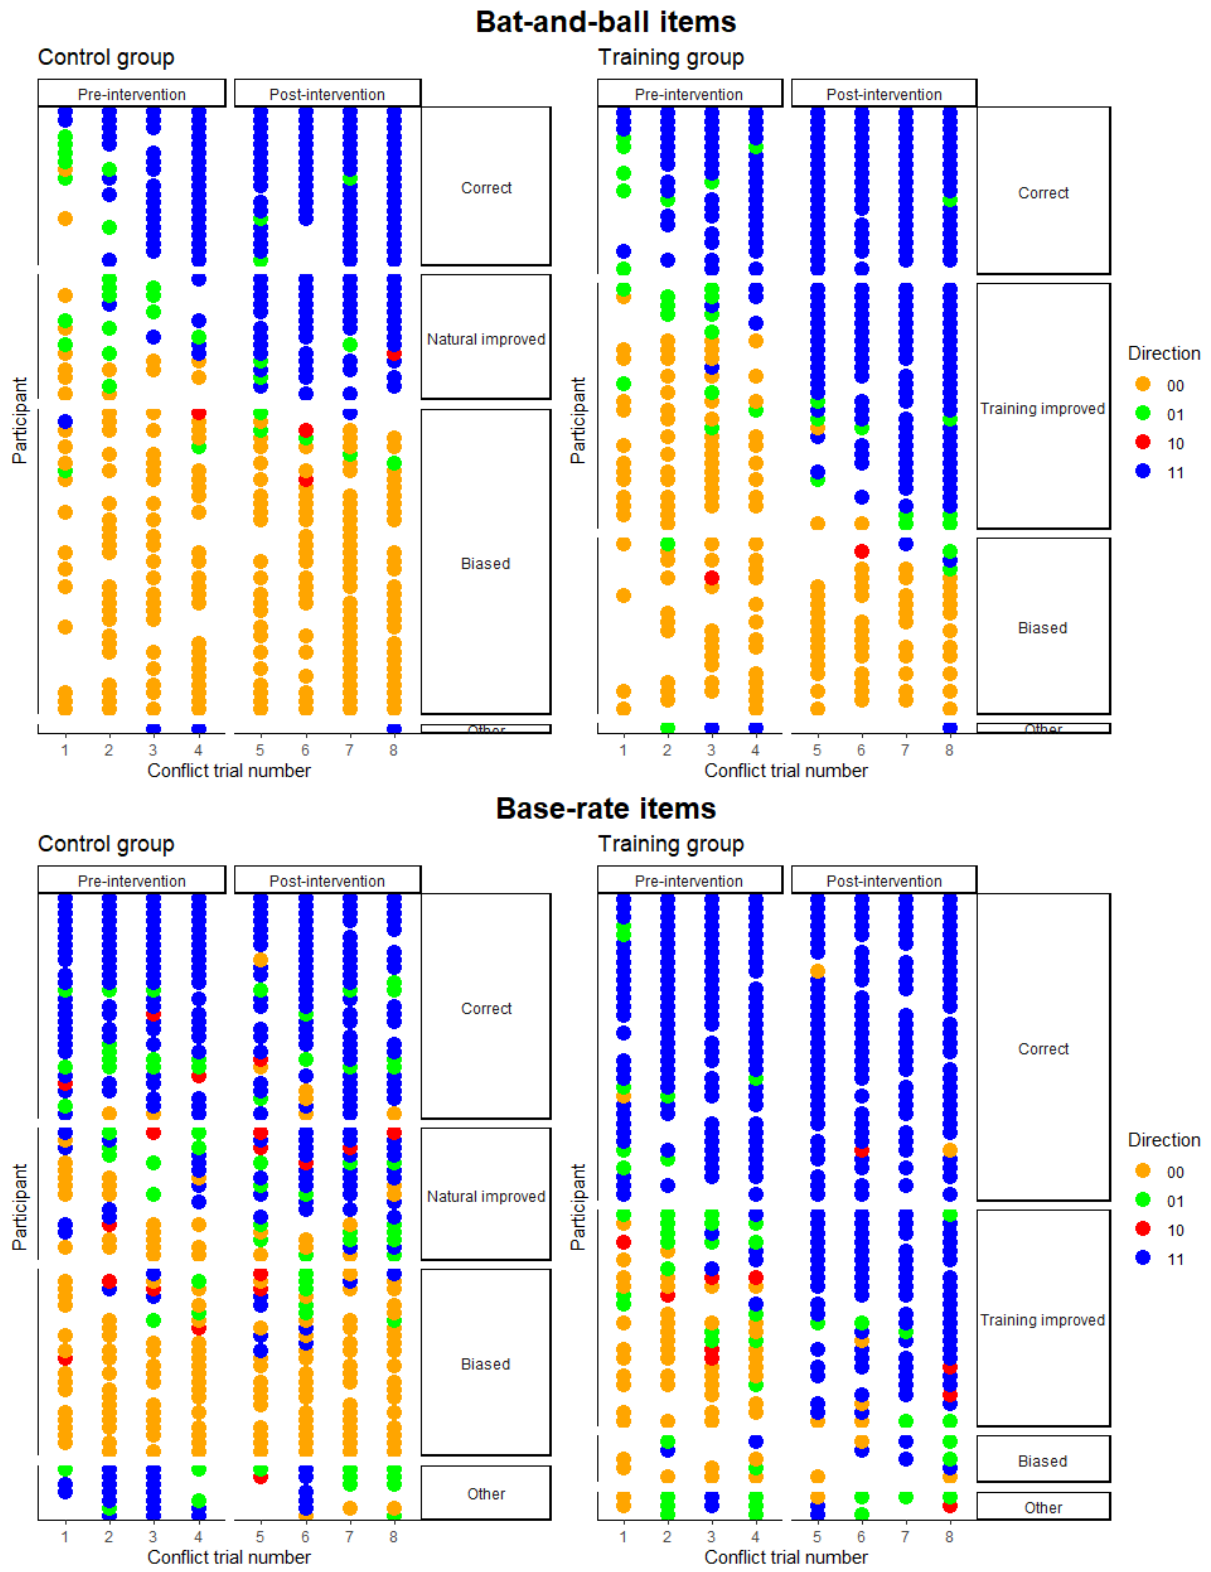 Bat-and-ball items
Control group
Training group
Pre-intervention
Post-intervention
Pre-intervention
Post-intervention
Correct
Natural improved
Biased
Other
Correct
Training improved
Biased
Other
Participant
Participant
Direction
00
01
10
11
1 2 3 4 5 6 7 8
1 2 3 4 5 6 7 8
Conflict trial number
Conflict trial number
Base-rate items
Control group
Training group
Pre-intervention
Post-intervention
Pre-intervention
Post-intervention
Correct
Natural improved
Biased
Other
Correct
Training improved
Biased
Other
Participant
Participant
Direction
00
01
10
11
1 2 3 4 5 6 7 8
1 2 3 4 5 6 7 8
Conflict trial number
Conflict trial number